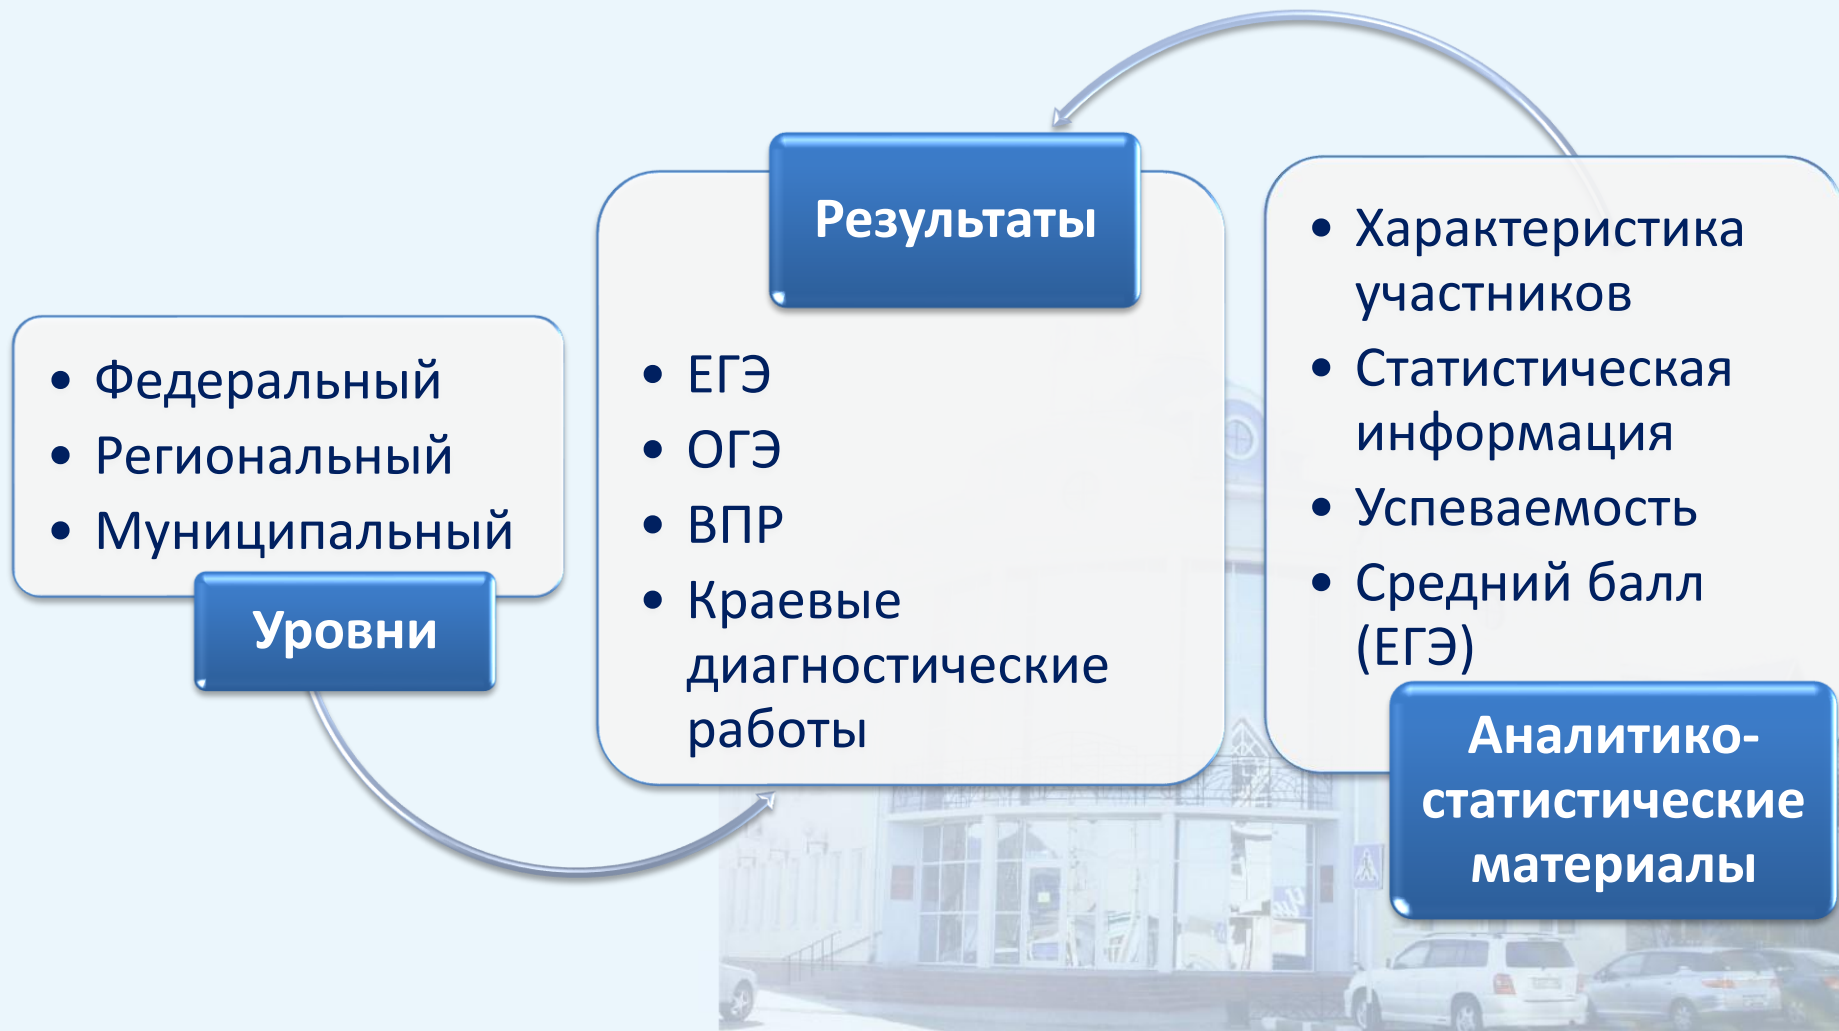 • Федеральный
• Региональный
• Муниципальный
Уровни
Результаты
• ЕГЭ
• ОГЭ
• ВПР
• Краевые
диагностические
работы
• Характеристика
участников
• Статистическая
информация
• Успеваемость
• Средний балл
(ЕГЭ)
Аналитико-
статистические
материалы